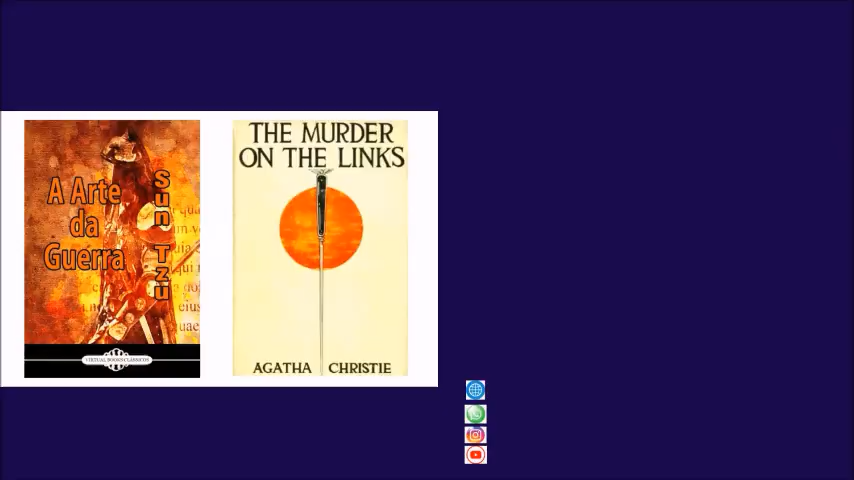 A Arte
da
Guerra
Sun Tzu
VIRTUAL BOOKS CLASSICOS
THE MURDER
ON THE LINKS
AGATHA CHRISTIE